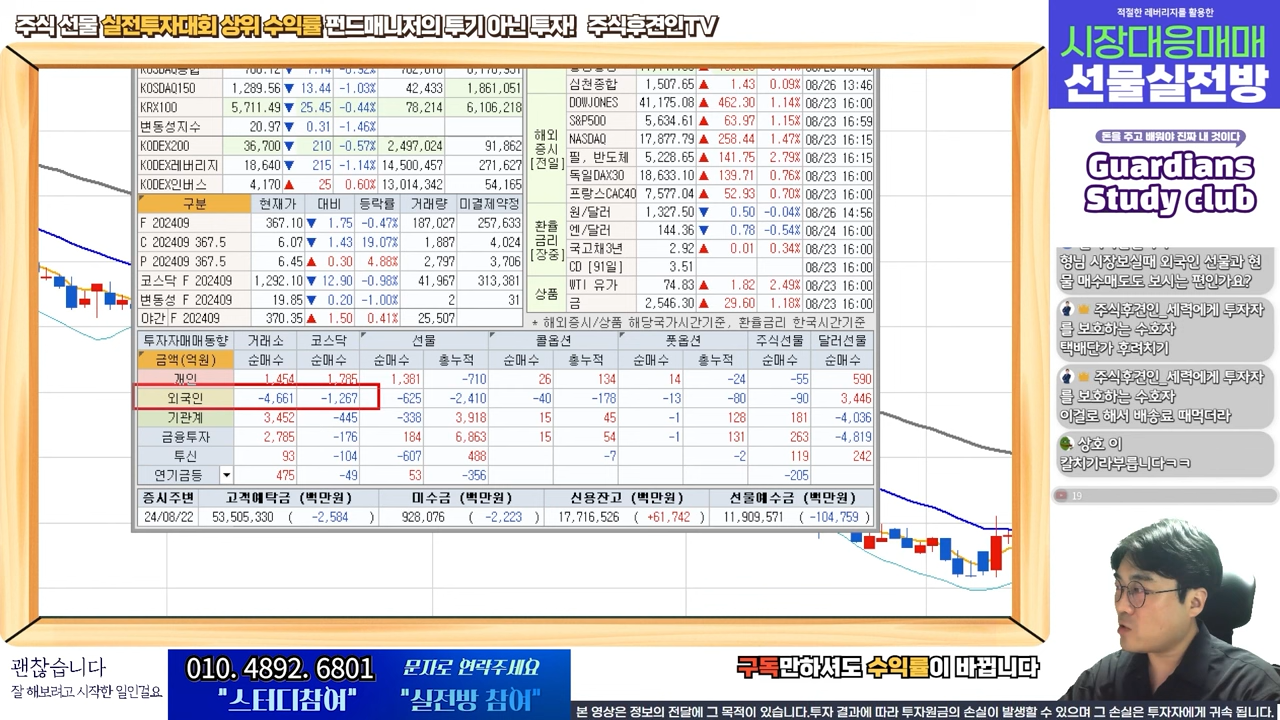 주식 선물 실전투자대회 상위 수익률 펀드매니저의 투기 아닌 투자! 주식후견인TV
적절한 레버리지를 활용한
시장대응매매
선물실전방
돈을 주고 배워야 진짜 내 것이다
Guardians
Study club
KOSDAQ150 1,289.56 ▼ 13.44 -1.03% 42,433 1,861,051
KRX100 5,711.49 ▼ 25.45 -0.44% 78,214 6,106,218
변동성지수 20.97 ▼ 0.31 -1.46%
KODEX200 36,700 ▼ 210 -0.57% 2,497,024 91,862
KODEX레버리지 18,640 ▼ 215 -1.14% 14,500,457 271,627
KODEX인버스 4,170 ▲ 25 0.60% 13,014,342 54,165
구분 현재가 대비 등락률 거래량 미결제약정
F 202409 367.10 ▼ 1.75 -0.47% 187,027 257,633
C 202409 367.5 6.07 ▼ 1.43 19.07% 1,887 4,024
P 202409 367.5 6.45 ▲ 0.30 4.88% 2,797 3,706
코스닥 F 202409 1,292.10 ▼ 12.90 -0.98% 41,967 313,381
변동성 F 202409 19.85 ▼ 0.20 -1.00% 2 31
야간 F 202409 370.35 ▲ 1.50 0.41% 25,507
해외
증시
[전일]
심천종합 1,507.65 ▲ 1.43 0.09% 08/26 13:46
DOWJONES 41,175.08 ▲ 462.30 1.14% 08/23 16:00
S&P500 5,634.61 ▲ 63.97 1.15% 08/23 16:59
NASDAQ 17,877.79 ▲ 258.44 1.47% 08/23 16:15
필, 반도체 5,228.65 ▲ 141.75 2.79% 08/23 16:15
독일DAX30 18,633.10 ▲ 139.71 0.76% 08/23 16:00
프랑스CAC40 7,577.04 ▲ 52.93 0.70% 08/23 16:00
환율
금리
[장중]
원/달러 1,327.50 ▼ 0.50 -0.04% 08/26 14:56
엔/달러 144.36 ▼ 0.78 -0.54% 08/24 16:00
국고채3년 2.92 ▲ 0.01 0.34% 08/23 16:00
CD [91일] 3.51 08/23 16:00
상품
WTI 유가 74.83 ▲ 1.82 2.49% 08/23 16:00
금 2,546.30 ▲ 29.60 1.18% 08/23 16:00
* 해외증시/상품 해당국가시간기준, 환율금리 한국시간기준
투자자매매동향 거래소 코스닥 선물 콜옵션 풋옵션 주식선물 달러선물
금액(억원) 순매수 순매수 순매수 총누적 순매수 총누적 순매수 총누적 순매수 순매수
개인 1,454 1,785 1,381 -710 26 134 14 -24 -55 590
외국인 -4,661 -1,267 -625 -2,410 -40 -178 -13 -80 -90 3,446
기관계 3,452 -445 -338 3,918 15 45 -1 128 181 -4,036
금융투자 2,785 -176 184 6,863 15 54 -1 131 263 -4,819
투신 93 -104 -607 488 -7 -2 119 242
연기금등 475 -49 53 -356 -205
증시주변 고객예탁금 (백만원) 미수금 (백만원) 신용잔고 (백만원) 선물예수금 (백만원)
24/08/22 53,505,330 ( -2,584 ) 928,076 ( -2,223 ) 17,716,526 ( +61,742 ) 11,909,571 ( -104,759 )
형님 시장보실때 외국인 선물과 현
물 매수매도도 보시는 편인가요?
주식후견인_세력에게 투자자
를 보호하는 수호자
택배단가 후려치기
주식후견인_세력에게 투자자
를 보호하는 수호자
이걸로 해서 배송료 때먹더라
상호 이
칼치기라부릅니다ㅋㅋ
19
괜찮습니다
잘 해보려고 시작한 일인걸요
010. 4892. 6801 문자로 연락주세요
"스터디참여" "실전방 참여"
구독만하셔도 수익률이 바뀝니다
본 영상은 정보의 전달에 그 목적이 있습니다.투자 결과에 따라 투자원금의 손실이 발생할 수 있으며 그 손실은 투자자에게 귀속 됩니다.